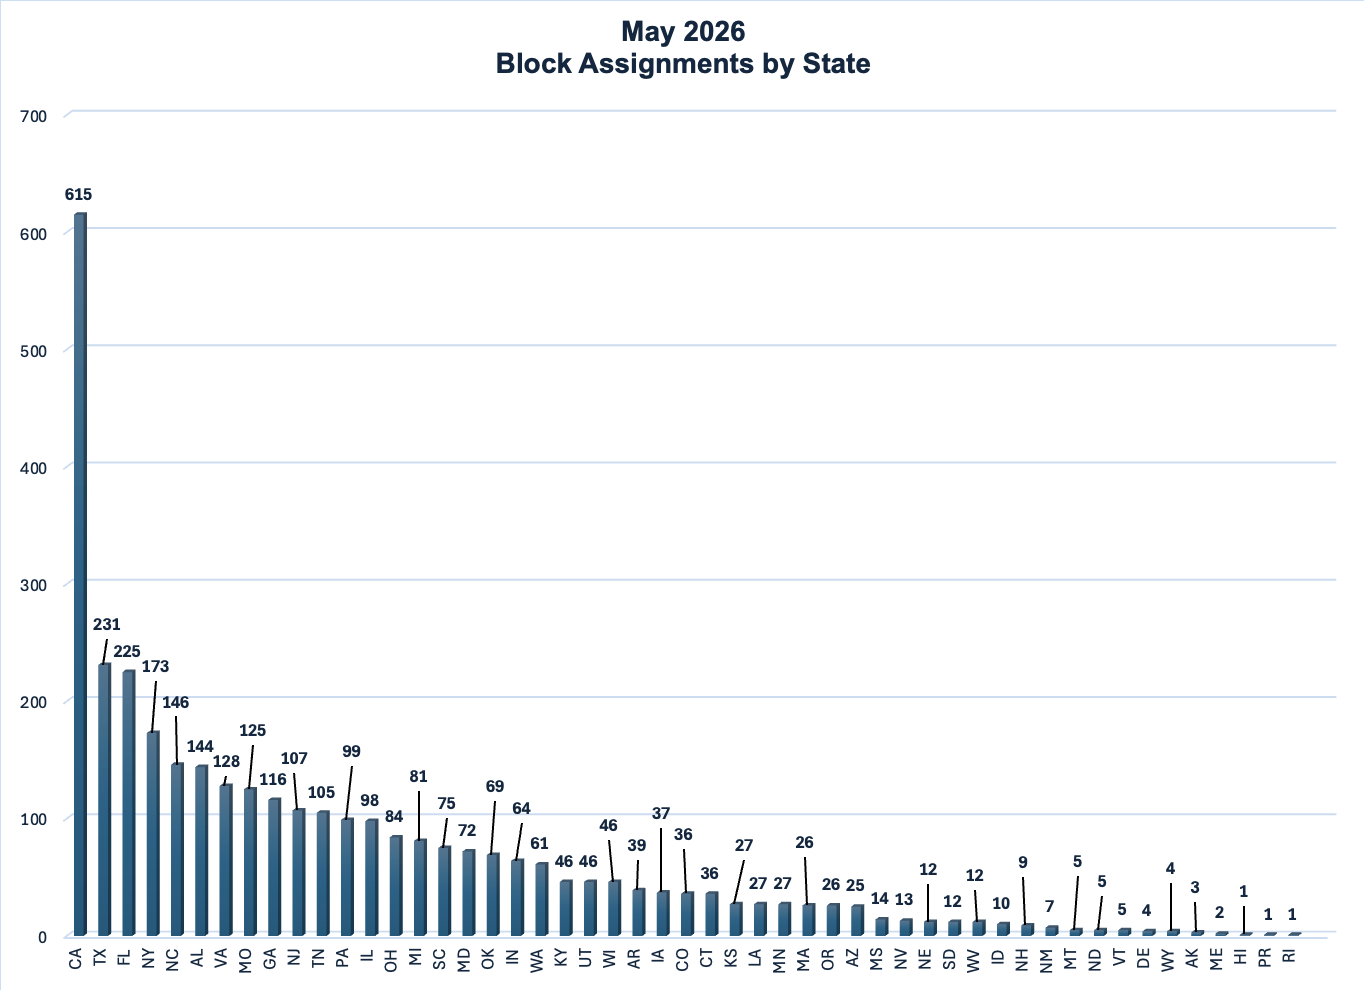 May 2026
Block Assignments by State
700
600
500
400
300
200
100
0
615
231
225
173
146
144
128
125
116
107
105
99
98
84
81
75
72
69
64
61
46
46
46
39
37
36
36
27
27
27
26
26
25
14
13
12
12
12
10
9
7
5
5
5
4
4
3
2
1
1
1
CA
TX
FL
NY
NC
AL
VA
MO
GA
NJ
TN
PA
IL
OH
MI
SC
MD
OK
IN
WA
KY
UT
WI
AR
IA
CO
CT
KS
LA
MN
MA
OR
AZ
MS
NV
NE
SD
WV
ID
NH
NM
MT
ND
VT
DE
WY
AK
ME
HI
PR
RI